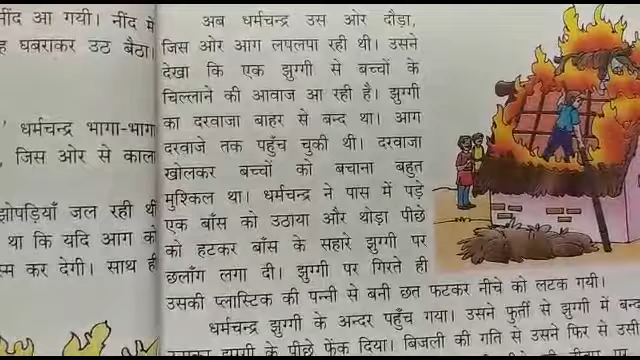 नींद आ गयी। नींद में
घबराकर उठ बैठा।
धर्मचन्द्र भागा-भागा
जिस ओर से काला
झोपड़ियाँ जल रही थीं
था कि यदि आग को
कर देगी। साथ ही
अब धर्मचन्द्र उस ओर दौड़ा,
जिस ओर आग लपलपा रही थी। उसने
देखा कि एक झुग्गी से बच्चों के
चिल्लाने की आवाज आ रही है। झुग्गी
का दरवाजा बाहर से बन्द था। आग
दरवाजे तक पहुँच चुकी थी। दरवाजा
खोलकर बच्चों को बचाना बहुत
मुश्किल था। धर्मचन्द्र ने पास में पड़े
एक बाँस को उठाया और थोड़ा पीछे
को हटकर बाँस के सहारे झुग्गी पर
छलाँग लगा दी। झुग्गी पर गिरते ही
उसकी प्लास्टिक की पन्नी से बनी छत फटकर नीचे को लटक गयी।
धर्मचन्द्र झुग्गी के अन्दर पहुँच गया। उसने फुर्ती से झुग्गी में बन्द
झुग्गी के पीछे फेंक दिया। बिजली की गति से उसने फिर से उसी